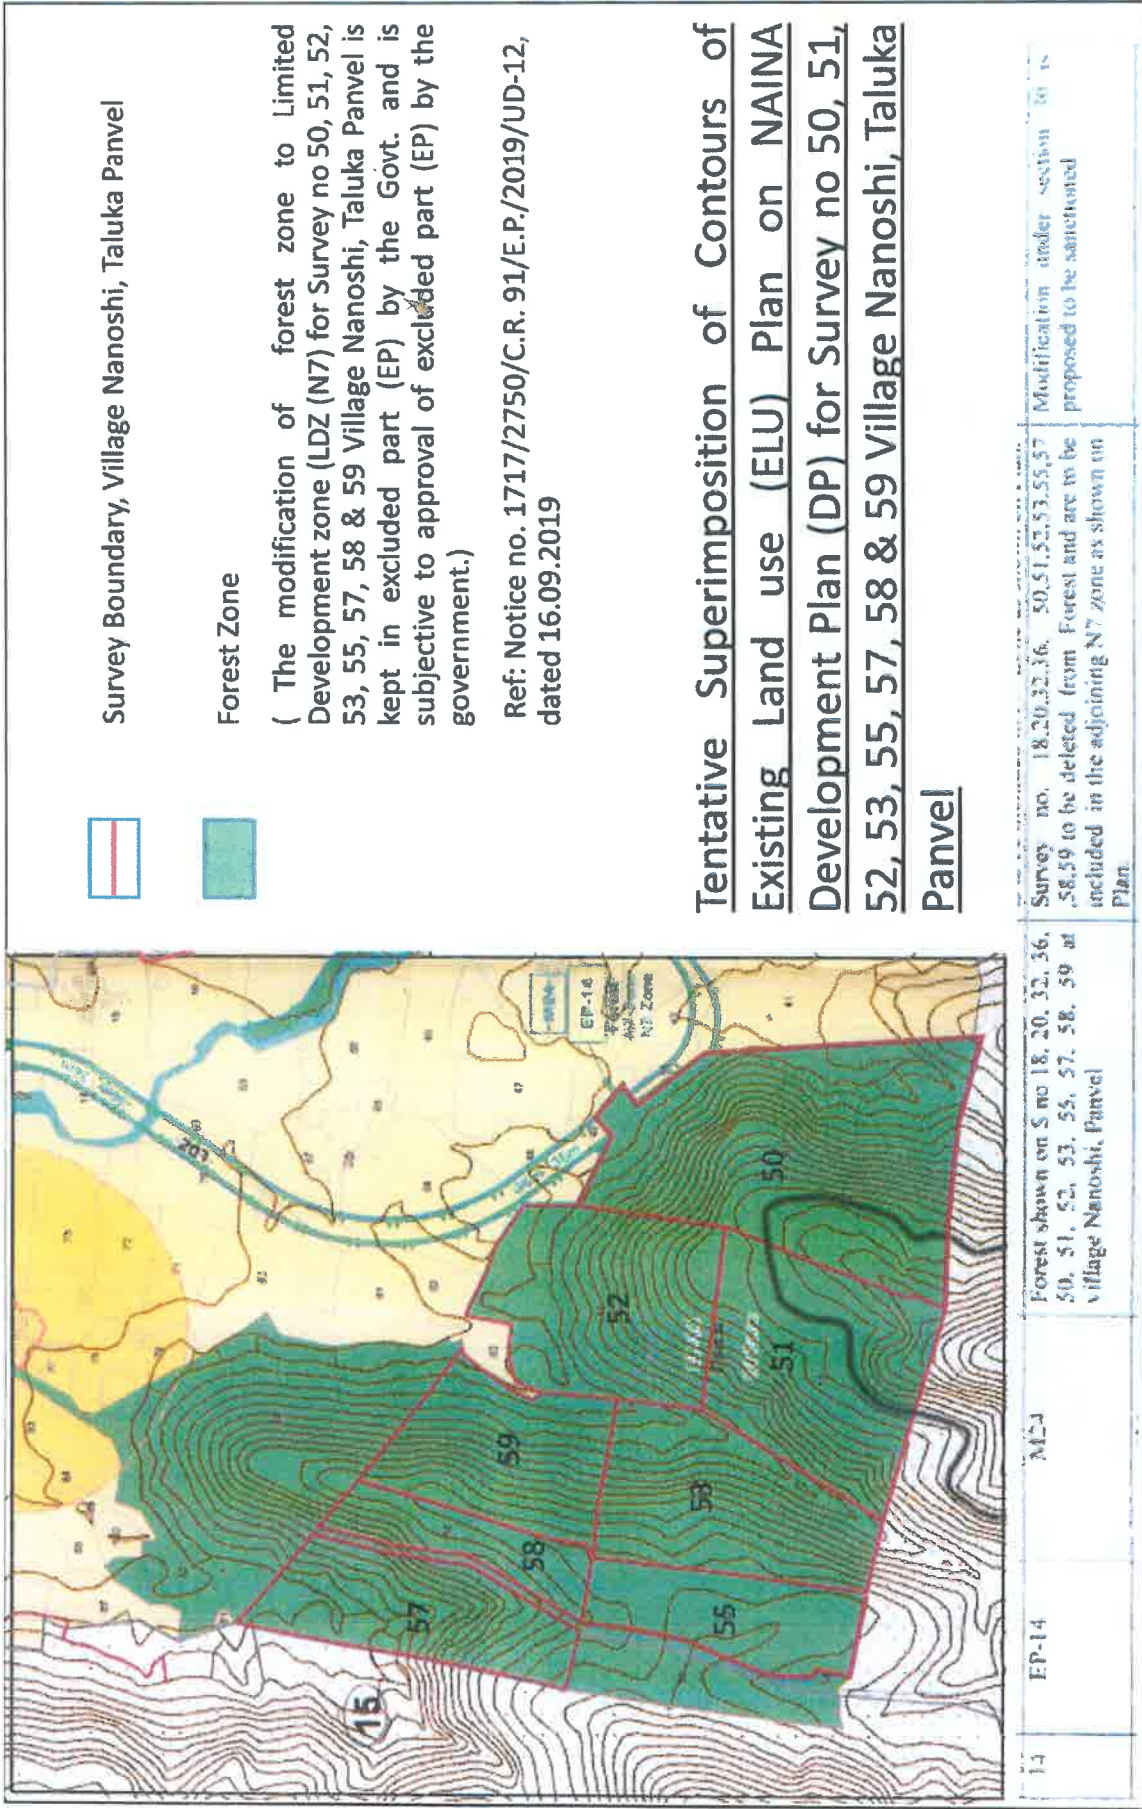 Survey Boundary, Village Nanoshi, Taluka Panvel
Forest Zone
( The modification of forest zone to Limited
Development zone (LDZ (N7) for Survey no 50, 51, 52,
53, 55, 57, 58 & 59 Village Nanoshi, Taluka Panvel is
kept in excluded part (EP) by the Govt. and is
subjective to approval of excluded part (EP) by the
government.)
Ref: Notice no. 1717/2750/C.R. 91/E.P./2019/UD-12,
dated 16.09.2019
Tentative Superimposition of Contours of
Existing Land use (ELU) Plan on NAINA
Development Plan (DP) for Survey no 50, 51,
52, 53, 55, 57, 58 & 59 Village Nanoshi, Taluka
Panvel
15
57
58
59
55
53
52
51
50
203
EP-14
N7 Zone
EP-14
Forest shown on S no 18, 20, 32, 36,
50, 51, 52, 53, 55, 57, 58, 59 at
village Nanoshi, Panvel
Survey no. 18,20,32,36, 50,51,52,53,55,57
,58,59 to be deleted from Forest and are to be
included in the adjoining N7 zone as shown on
Plan
Modification under section is
proposed to be sanctioned